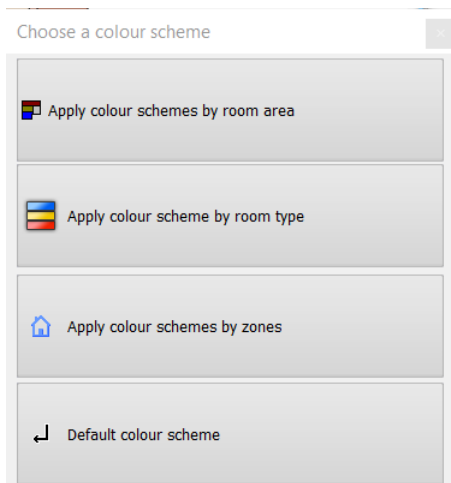 Choose a colour scheme
Apply colour schemes by room area
Apply colour scheme by room type
Apply colour schemes by zones
Default colour scheme